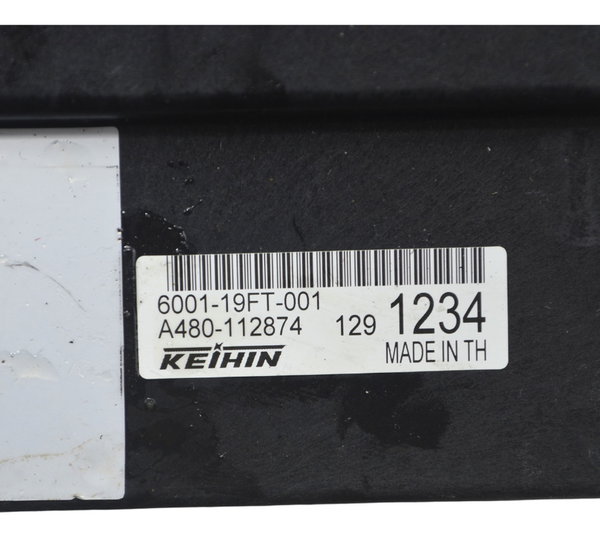 6001-19FT-001
A480-112874 129 1234
KEIHIN MADE IN TH